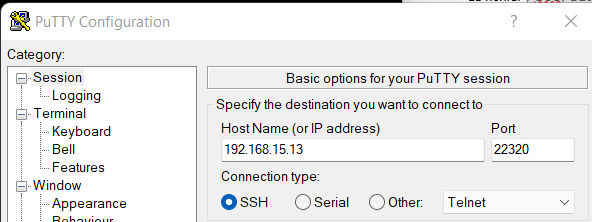 PuTTY Configuration
Category:
Session
Logging
Terminal
Keyboard
Bell
Features
Window
Appearance
Behaviour
Basic options for your PuTTY session
Specify the destination you want to connect to
Host Name (or IP address) Port
192.168.15.13 22320
Connection type:
SSH Serial Other: Telnet